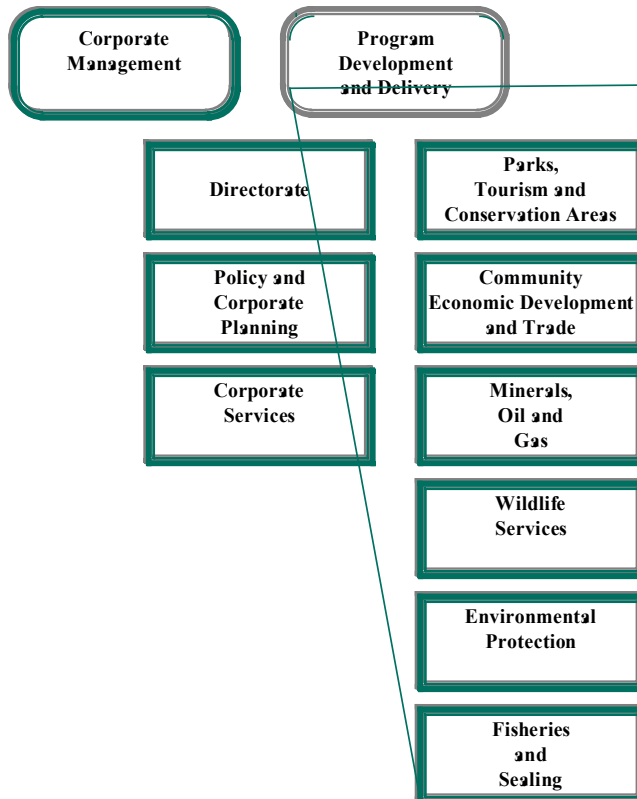 Corporate
Management
Program
Development
and Delivery
Directorate
Policy and
Corporate
Planning
Corporate
Services
Parks,
Tourism and
Conservation Areas
Community
Economic Development
and Trade
Minerals,
Oil and
Gas
Wildlife
Services
Environmental
Protection
Fisheries
and
Sealing